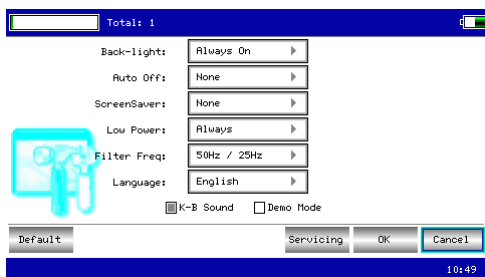 Total: 1
Back-light: Always On
Auto Off: None
ScreenSaver: None
Low Power: Always
Filter Freq: 50Hz / 25Hz
Language: English
K-B Sound Demo Mode
Default Servicing OK Cancel
10:49